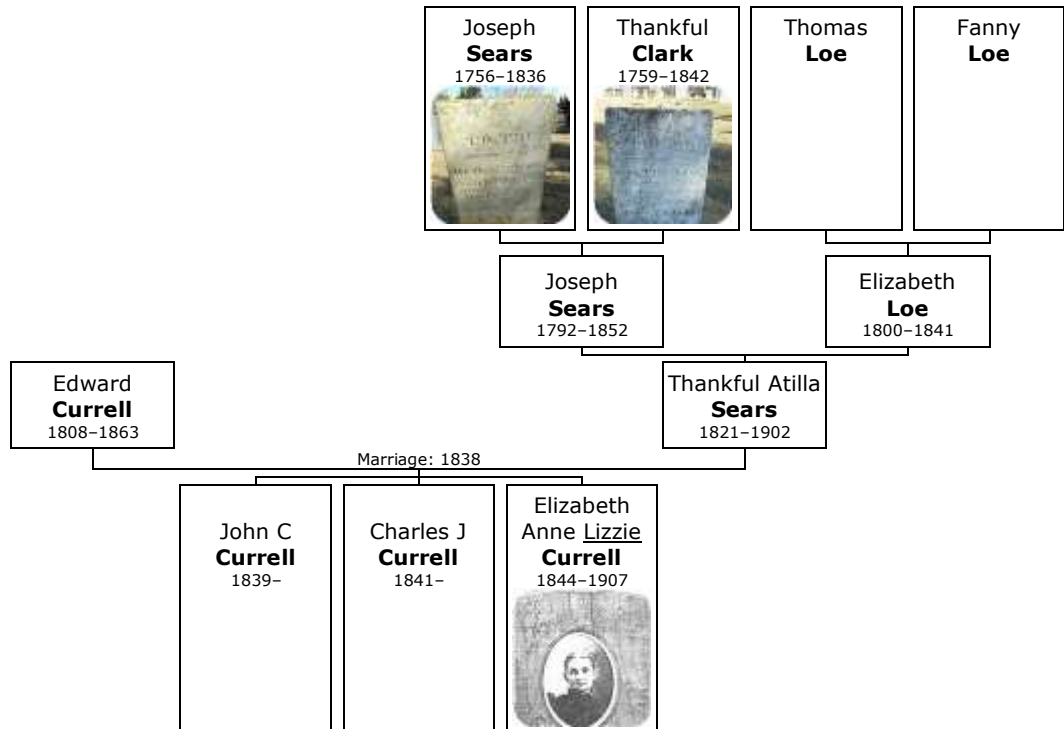 Joseph
Sears
1756–1836
Thankful
Clark
1759–1842
Thomas
Loe
Fanny
Loe
Joseph
Sears
1792–1852
Elizabeth
Loe
1800–1841
Edward
Currell
1808–1863
Thankful Atilla
Sears
1821–1902
Marriage: 1838
John C
Currell
1839–
Charles J
Currell
1841–
Elizabeth
Anne Lizzie
Currell
1844–1907